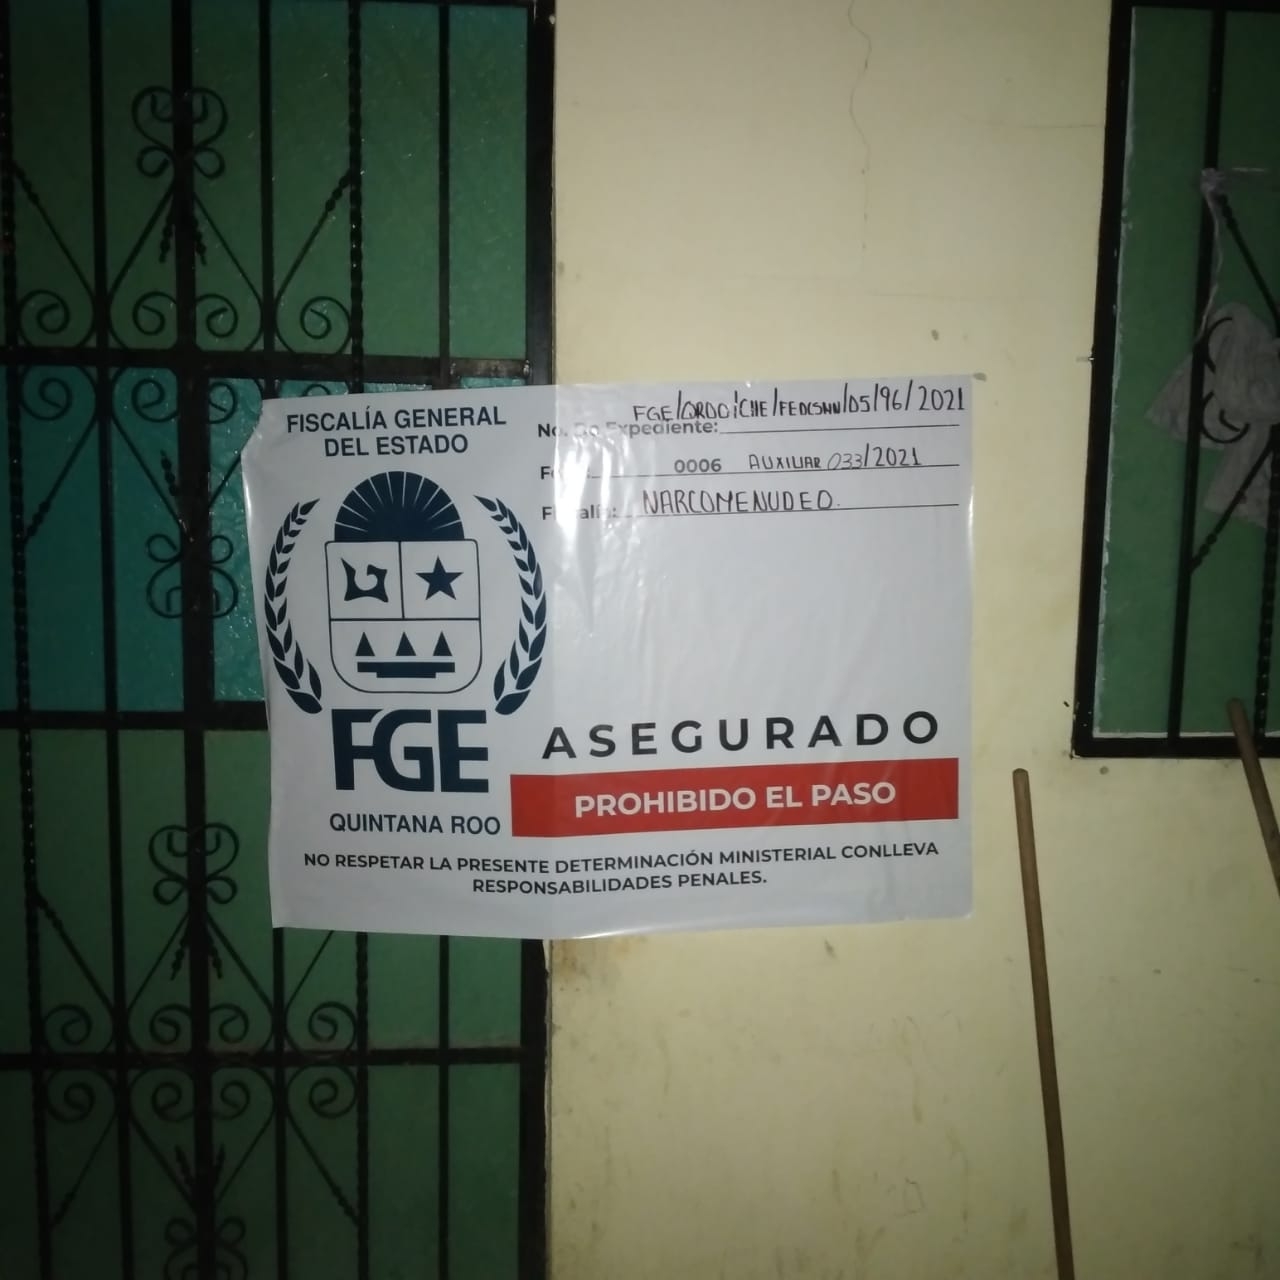 FISCALÍA GENERAL
DEL ESTADO
FGE
QUINTANA ROO
FGE/QROO/CHE/FEDCSNN/05/96/2021
No. De Expediente:
0006 AUXILIAR 033/2021
NARCOMENUDEO.
ASEGURADO
PROHIBIDO EL PASO
NO RESPETAR LA PRESENTE DETERMINACIÓN MINISTERIAL CONLLEVA
RESPONSABILIDADES PENALES.